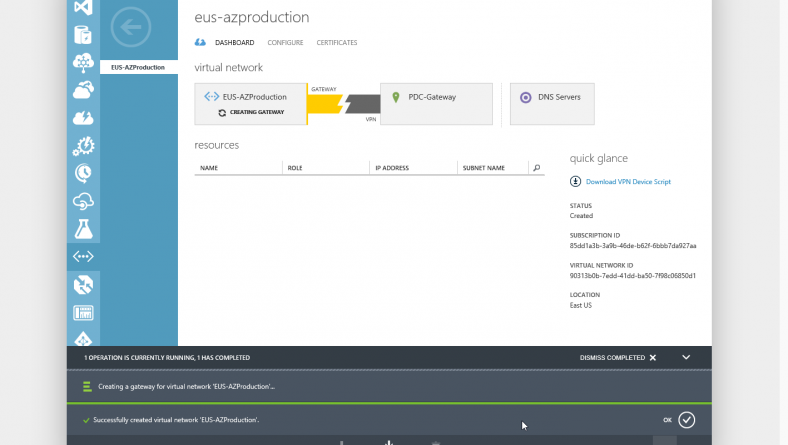 eus-azproduction
DASHBOARD CONFIGURE CERTIFICATES
EUS-AZProduction
virtual network
EUS-AZProduction
CREATING GATEWAY
GATEWAY
VPN
PDC-Gateway
DNS Servers
resources
NAME ROLE IP ADDRESS SUBNET NAME
quick glance
Download VPN Device Script
STATUS
Created
SUBSCRIPTION ID
85dd1a3b-3a9b-46de-b62f-6bbb7da927aa
VIRTUAL NETWORK ID
90313b0b-7edd-41dd-ba50-7f98c06850d1
LOCATION
East US
1 OPERATION IS CURRENTLY RUNNING, 1 HAS COMPLETED DISMISS COMPLETED
Creating a gateway for virtual network 'EUS-AZProduction'...
Successfully created virtual network 'EUS-AZProduction'. OK